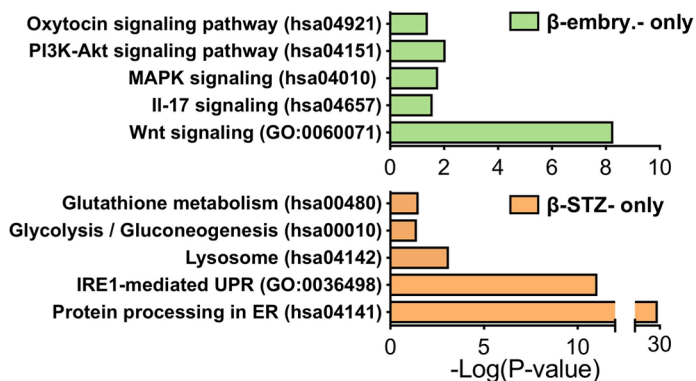 Oxytocin signaling pathway (hsa04921)
PI3K-Akt signaling pathway (hsa04151)
MAPK signaling (hsa04010)
Il-17 signaling (hsa04657)
Wnt signaling (GO:0060071)
β-embry.- only
0 2 4 6 8 10
Glutathione metabolism (hsa00480)
Glycolysis / Gluconeogenesis (hsa00010)
Lysosome (hsa04142)
IRE1-mediated UPR (GO:0036498)
Protein processing in ER (hsa04141)
β-STZ- only
0 5 10 30
-Log(P-value)